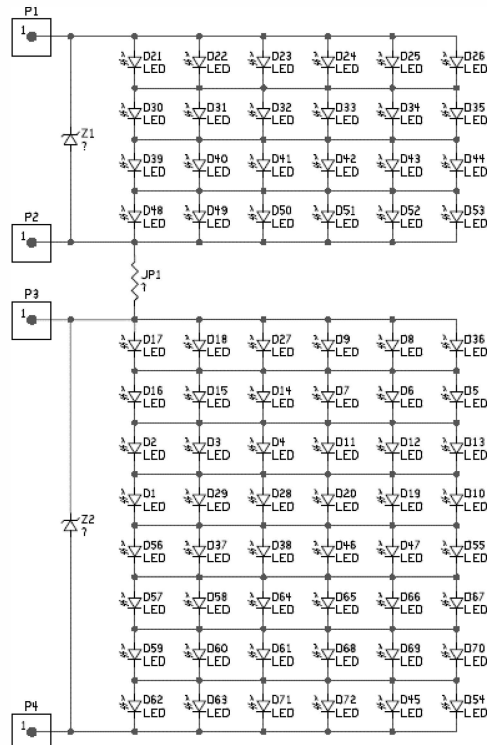 P1
1
D21 D22 D23 D24 D25 D26
LED LED LED LED LED LED
D30 D31 D32 D33 D34 D35
LED LED LED LED LED LED
Z1
?
D39 D40 D41 D42 D43 D44
LED LED LED LED LED LED
P2
1
D48 D49 D50 D51 D52 D53
LED LED LED LED LED LED
JP1
?
P3
1
D17 D18 D27 D9 D8 D36
LED LED LED LED LED LED
D16 D15 D14 D7 D6 D5
LED LED LED LED LED LED
D2 D3 D4 D11 D12 D13
LED LED LED LED LED LED
D1 D29 D28 D20 D19 D10
LED LED LED LED LED LED
Z2
?
D56 D37 D38 D46 D47 D55
LED LED LED LED LED LED
D57 D58 D64 D65 D66 D67
LED LED LED LED LED LED
D59 D60 D61 D68 D69 D70
LED LED LED LED LED LED
P4
1
D62 D63 D71 D72 D45 D54
LED LED LED LED LED LED